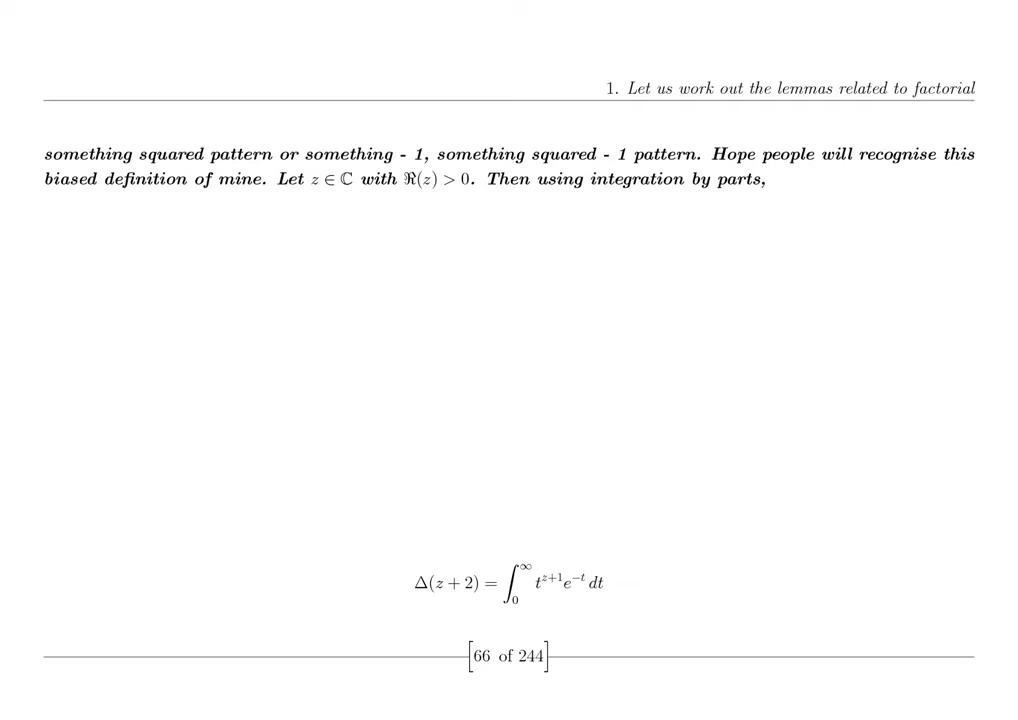 1. Let us work out the lemmas related to factorial
something squared pattern or something - 1, something squared - 1 pattern. Hope people will recognise this
biased definition of mine. Let z ∈ ℂ with ℜ(z) > 0. Then using integration by parts,
Δ(z + 2) = ∫₀^∞ t^{z+1}e^{−t} dt
[66 of 244]